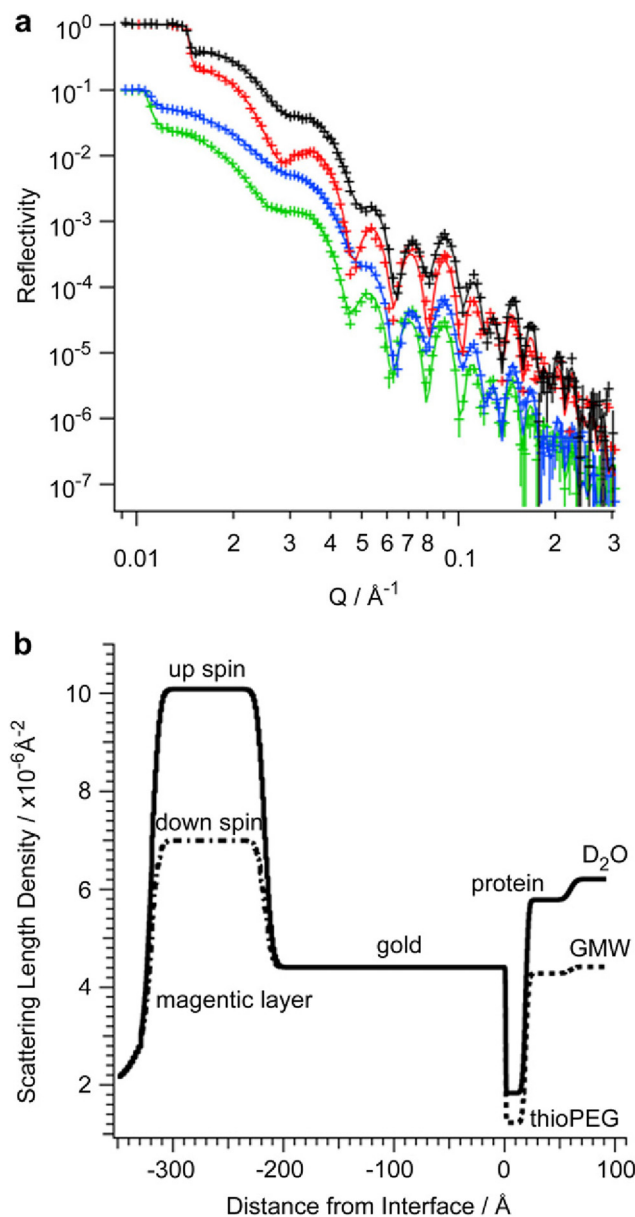 a
10⁰
10⁻¹
10⁻²
10⁻³
10⁻⁴
10⁻⁵
10⁻⁶
10⁻⁷
Reflectivity
0.01 2 3 4 5 6 7 8 0.1 2 3
Q / Å⁻¹
b
10
8
6
4
2
Scattering Length Density / x10⁻⁶Å⁻²
up spin
down spin
magentic layer
gold
protein
D₂O
GMW
thioPEG
-300 -200 -100 0 100
Distance from Interface / Å